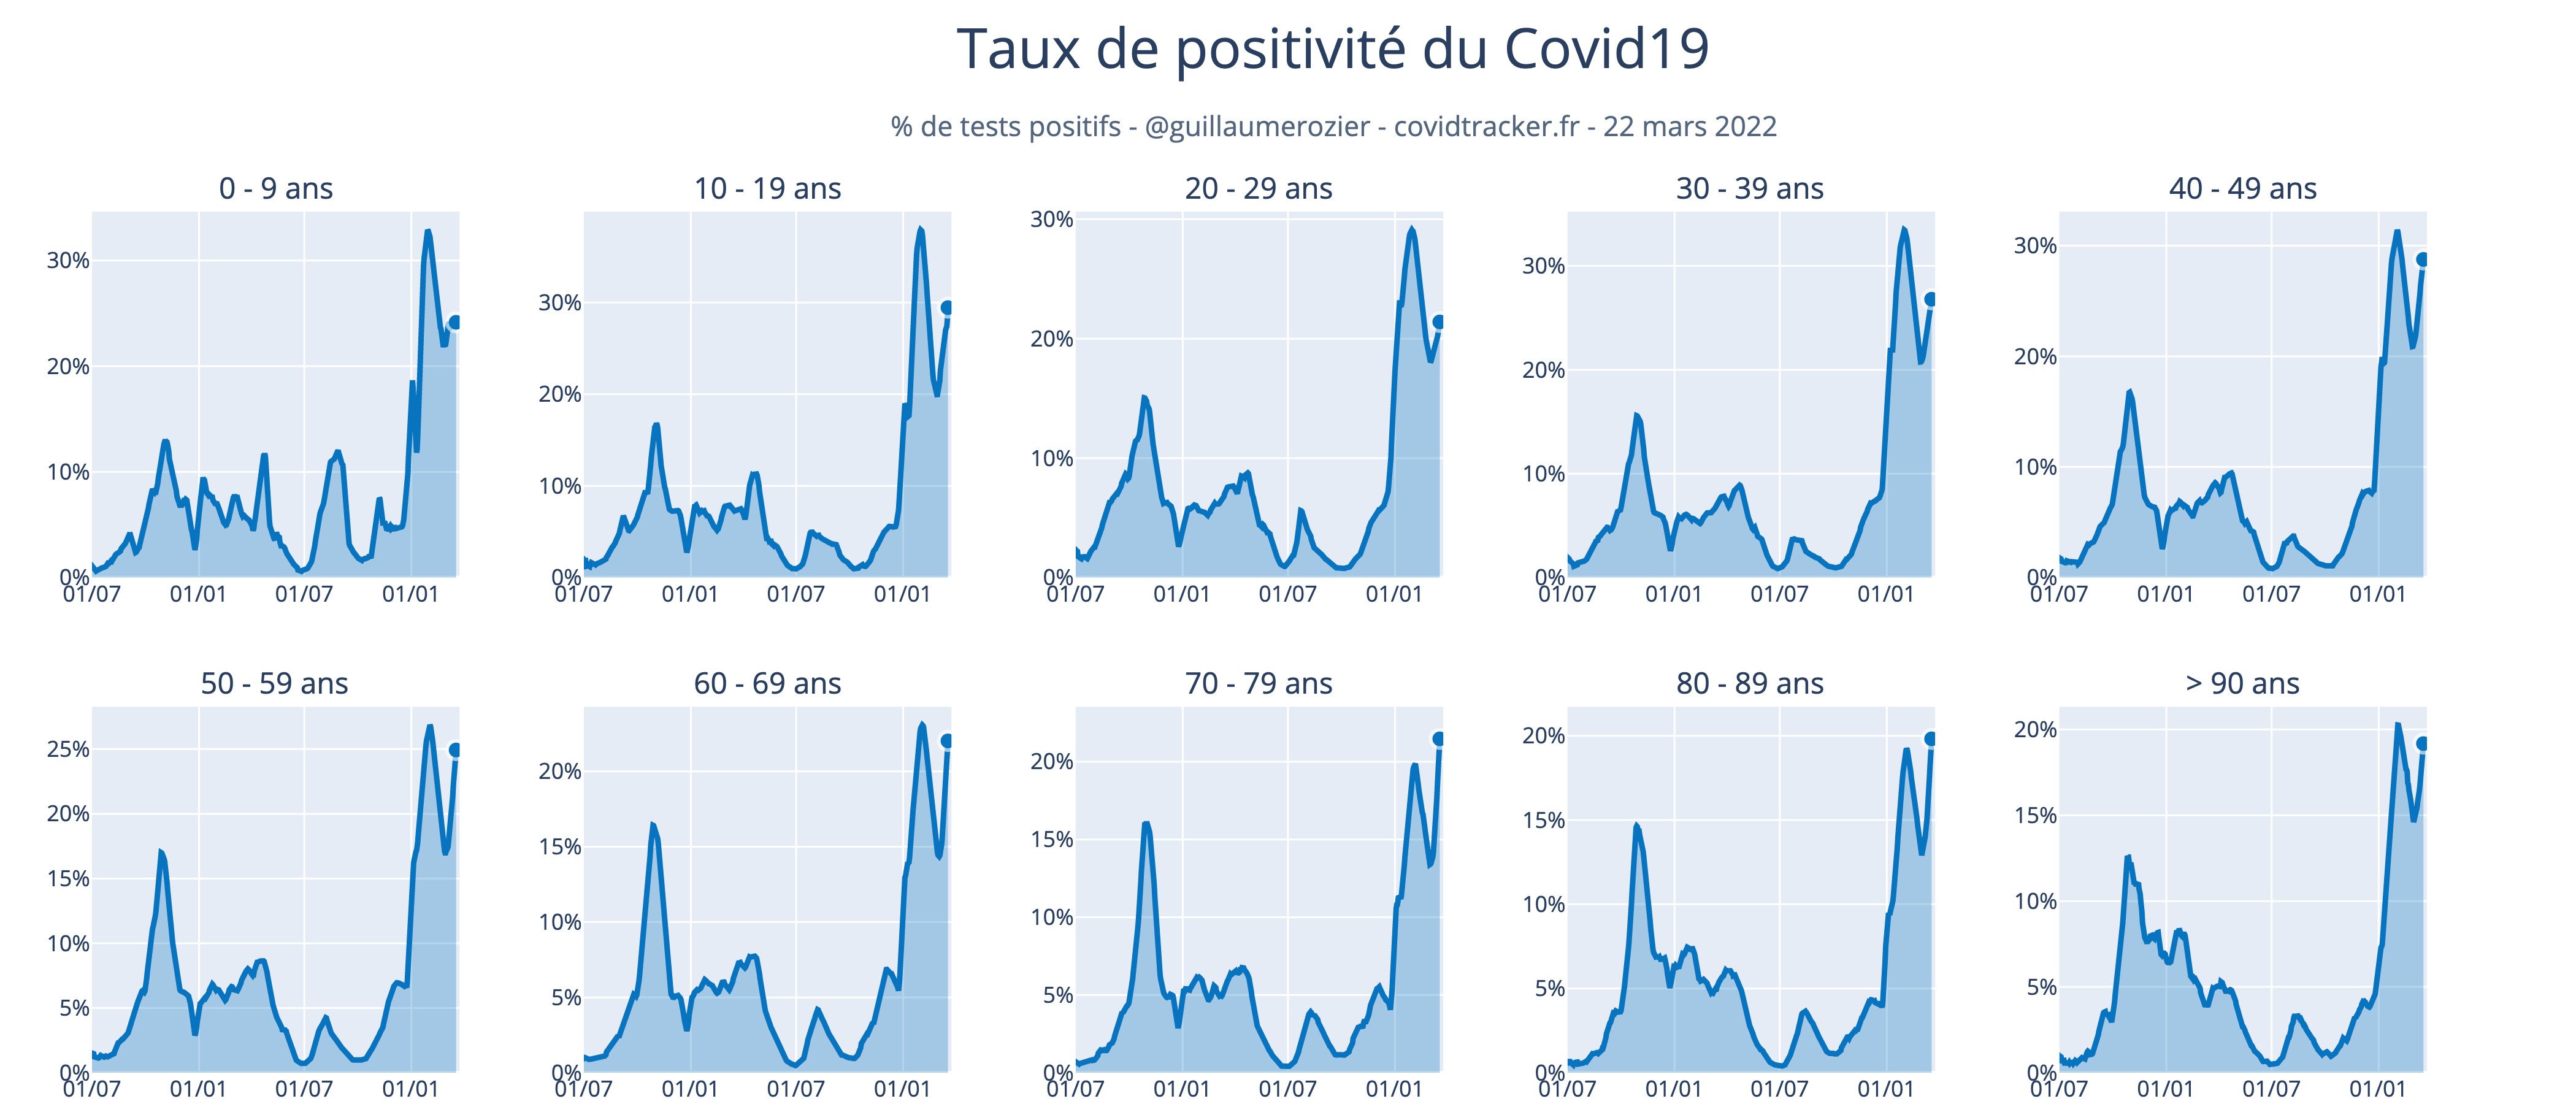 Taux de positivité du Covid19
% de tests positifs - @guillaumerozier - covidtracker.fr - 22 mars 2022
0 - 9 ans
30%
20%
10%
0%
01/07 01/01 01/07 01/01
10 - 19 ans
30%
20%
10%
0%
01/07 01/01 01/07 01/01
20 - 29 ans
30%
20%
10%
0%
01/07 01/01 01/07 01/01
30 - 39 ans
30%
20%
10%
0%
01/07 01/01 01/07 01/01
40 - 49 ans
30%
20%
10%
0%
01/07 01/01 01/07 01/01
50 - 59 ans
25%
20%
15%
10%
5%
0%
01/07 01/01 01/07 01/01
60 - 69 ans
20%
15%
10%
5%
0%
01/07 01/01 01/07 01/01
70 - 79 ans
20%
15%
10%
5%
0%
01/07 01/01 01/07 01/01
80 - 89 ans
20%
15%
10%
5%
0%
01/07 01/01 01/07 01/01
> 90 ans
20%
15%
10%
5%
0%
01/07 01/01 01/07 01/01